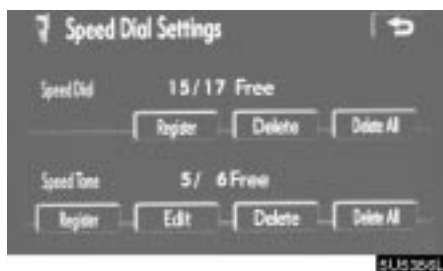 Speed Dial Settings
Speed Dial 15/17 Free
Register Delete Delete All
Speed Tone 5/ 6 Free
Register Edit Delete Delete All